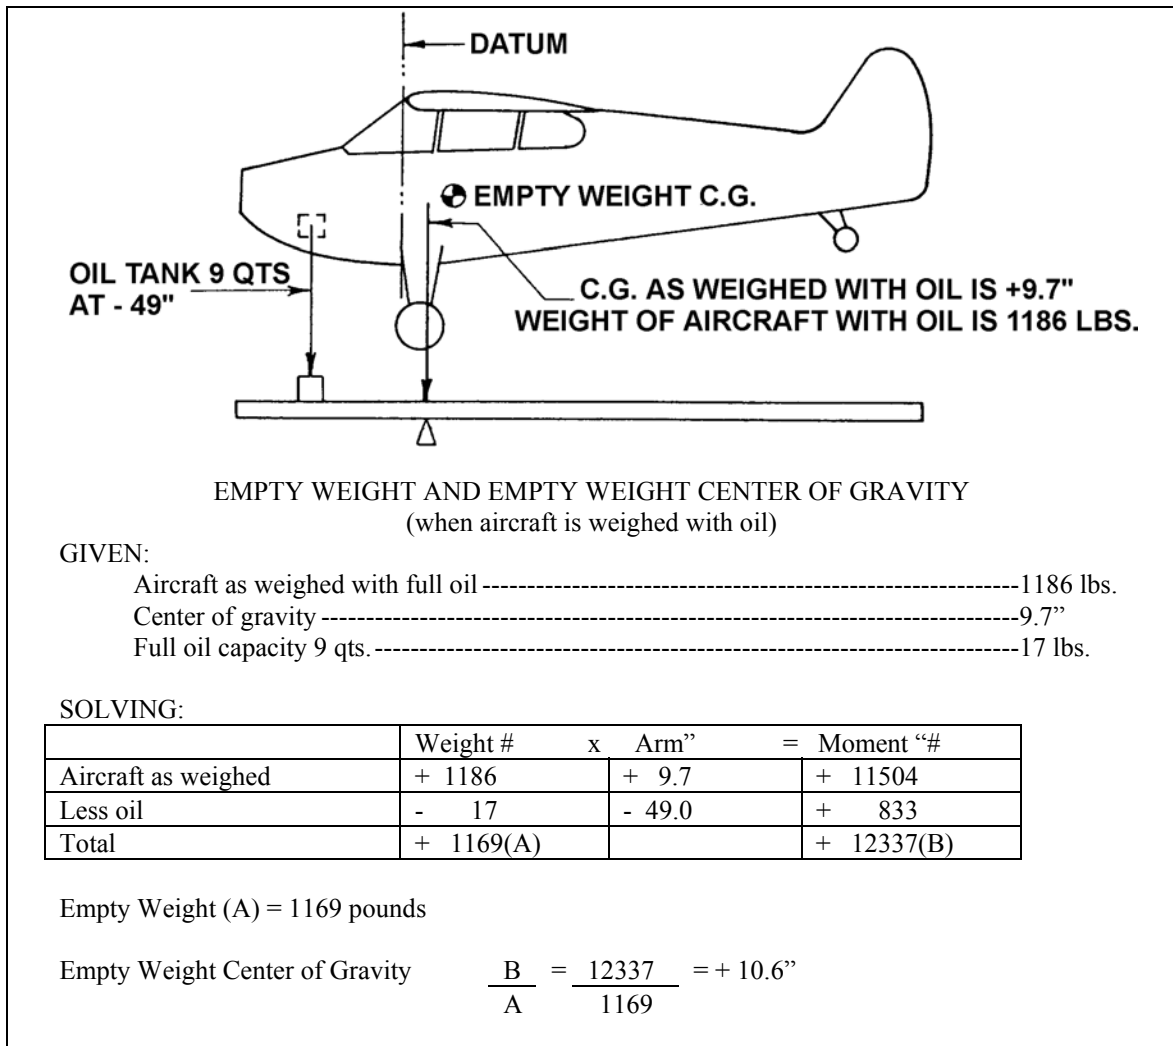 DATUM
EMPTY WEIGHT C.G.
OIL TANK 9 QTS
AT - 49"
C.G. AS WEIGHED WITH OIL IS +9.7"
WEIGHT OF AIRCRAFT WITH OIL IS 1186 LBS.
EMPTY WEIGHT AND EMPTY WEIGHT CENTER OF GRAVITY
(when aircraft is weighed with oil)
GIVEN:
Aircraft as weighed with full oil ----------------------------------------------------------1186 lbs.
Center of gravity ----------------------------------------------------------------------------9.7”
Full oil capacity 9 qts.-----------------------------------------------------------------------17 lbs.
SOLVING:
Weight # x Arm” = Moment “#
Aircraft as weighed + 1186 + 9.7 + 11504
Less oil - 17 - 49.0 + 833
Total + 1169(A) + 12337(B)
Empty Weight (A) = 1169 pounds
Empty Weight Center of Gravity B = 12337 = + 10.6”
A 1169